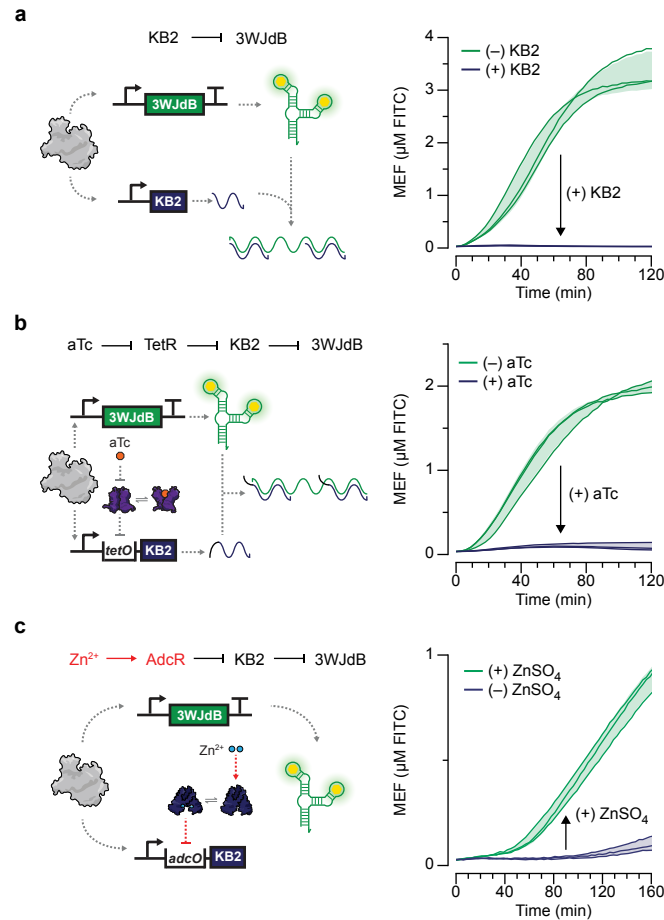 a
KB2 3WJdB
3WJdB
KB2
4
3
2
1
0
MEF (µM FITC)
(–) KB2
(+) KB2
(+) KB2
0 40 80 120
Time (min)
b
aTc TetR KB2 3WJdB
3WJdB
aTc
tetO KB2
2
1
0
MEF (µM FITC)
(–) aTc
(+) aTc
(+) aTc
0 40 80 120
Time (min)
c
Zn²⁺ AdcR KB2 3WJdB
3WJdB
Zn²⁺
adcO KB2
1
0
MEF (µM FITC)
(+) ZnSO₄
(–) ZnSO₄
(+) ZnSO₄
0 40 80 120 160
Time (min)